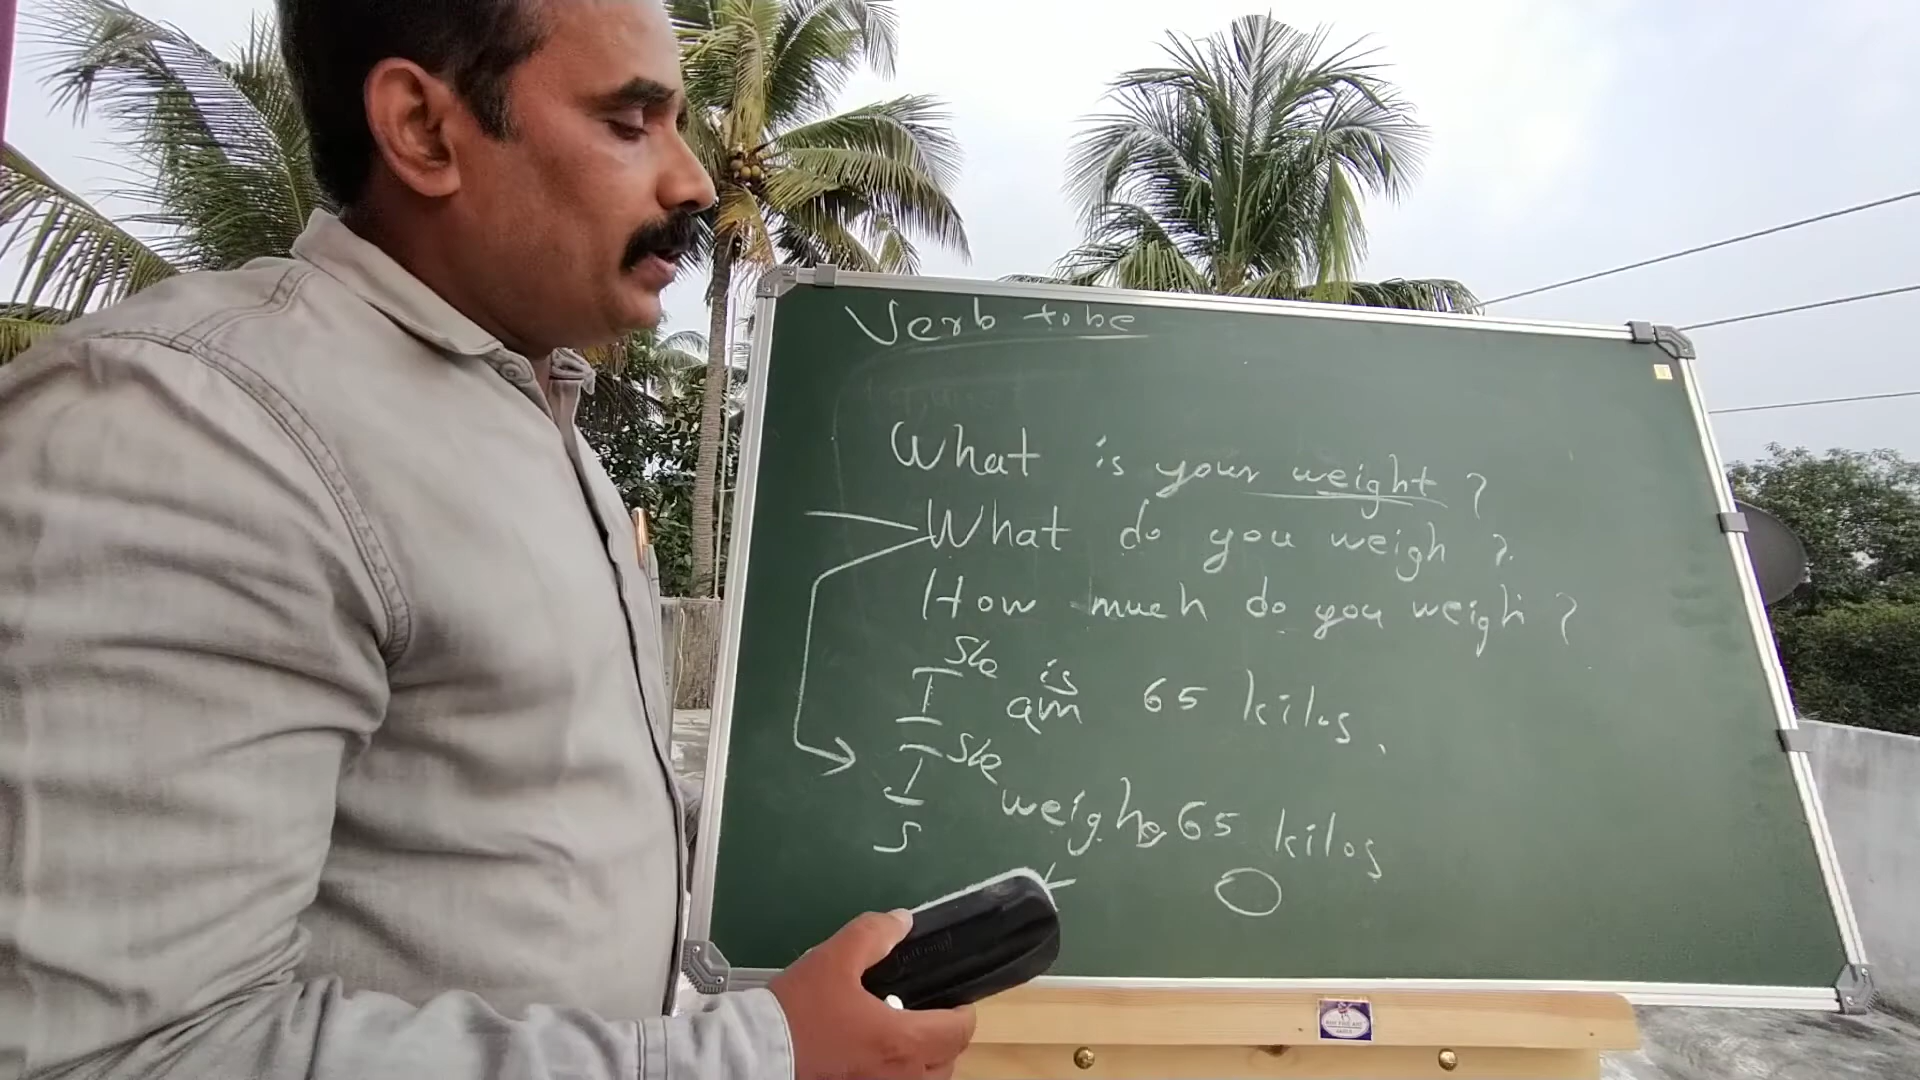 Verb to be
What is your weight ?
What do you weigh ?
How much do you weigh ?
She is
I am 65 kilos.
She
I weighs 65 kilos
S